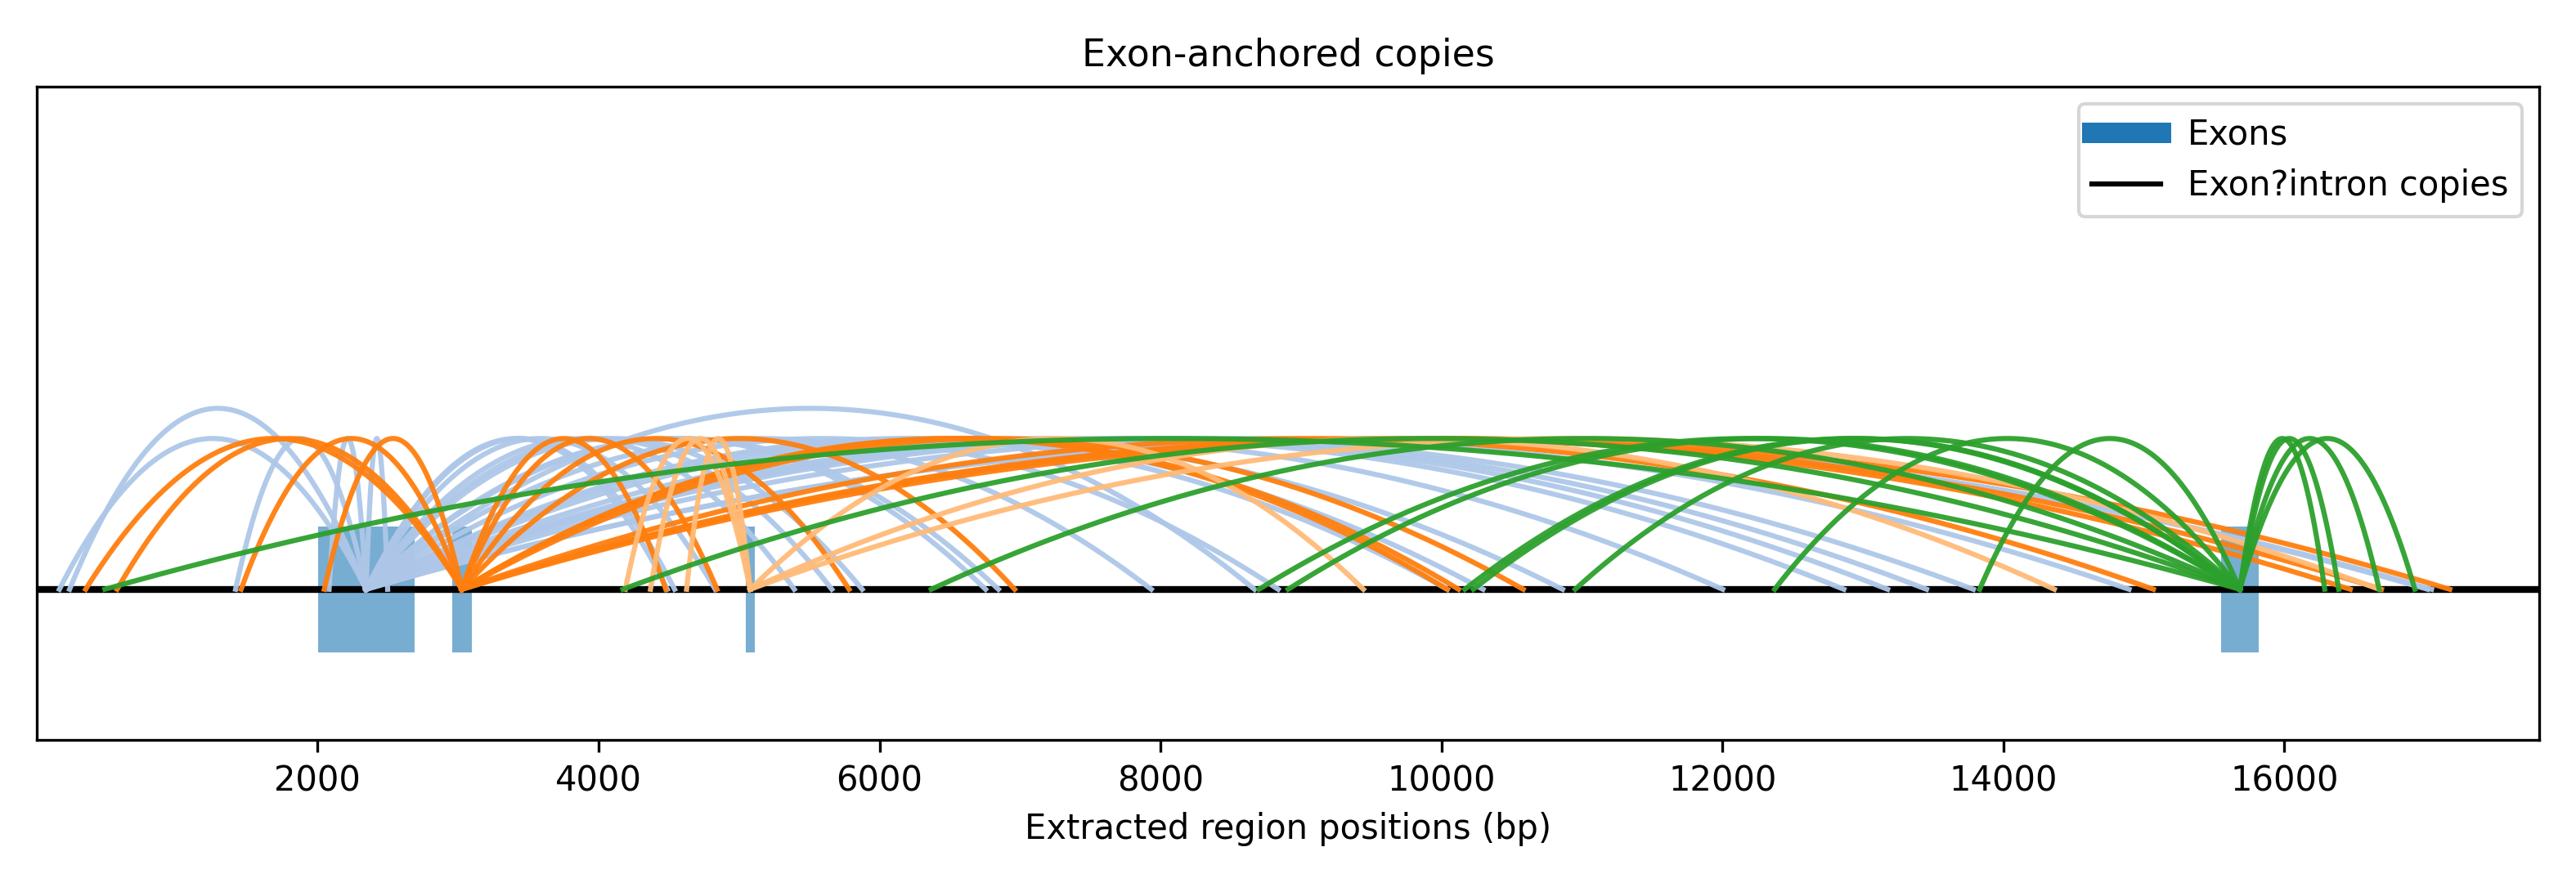 Exon-anchored copies
Exons
Exon?intron copies
2000 4000 6000 8000 10000 12000 14000 16000
Extracted region positions (bp)